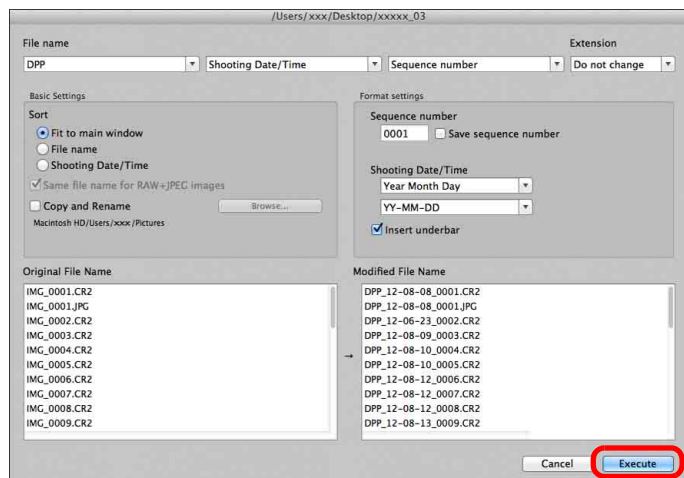 /Users/xxx/Desktop/xxxxx_03
File name
Extension
DPP
Shooting Date/Time
Sequence number
Do not change
Basic Settings
Sort
Fit to main window
File name
Shooting Date/Time
Same file name for RAW+JPEG images
Copy and Rename
Browse...
Macintosh HD/Users/xxx/Pictures
Format settings
Sequence number
0001
Save sequence number
Shooting Date/Time
Year Month Day
YY-MM-DD
Insert underbar
Original File Name
IMG_0001.CR2
IMG_0001.JPG
IMG_0002.CR2
IMG_0003.CR2
IMG_0004.CR2
IMG_0005.CR2
IMG_0006.CR2
IMG_0007.CR2
IMG_0008.CR2
IMG_0009.CR2
→
Modified File Name
DPP_12-08-08_0001.CR2
DPP_12-08-08_0001.JPG
DPP_12-06-23_0002.CR2
DPP_12-08-09_0003.CR2
DPP_12-08-10_0004.CR2
DPP_12-08-10_0005.CR2
DPP_12-08-12_0006.CR2
DPP_12-08-12_0007.CR2
DPP_12-08-12_0008.CR2
DPP_12-08-13_0009.CR2
Cancel
Execute